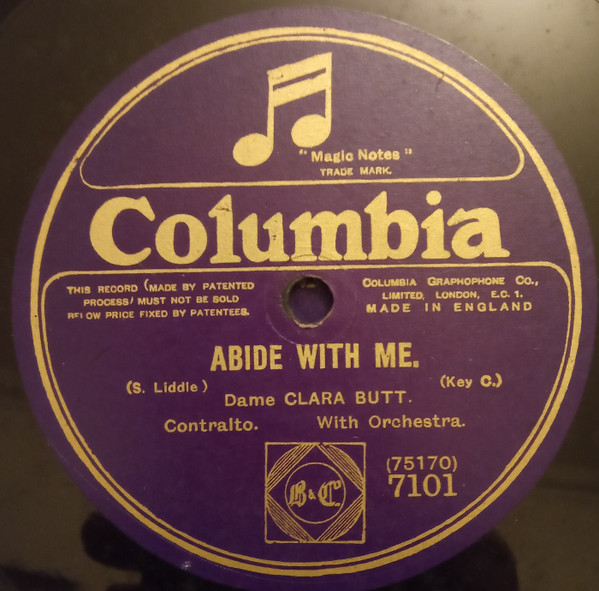 "Magic Notes"
TRADE MARK.
Columbia
THIS RECORD (MADE BY PATENTED
PROCESS) MUST NOT BE SOLD
BELOW PRICE FIXED BY PATENTEES.
COLUMBIA GRAPHOPHONE CO.,
LIMITED, LONDON, E.C. 1.
MADE IN ENGLAND
ABIDE WITH ME.
(S. Liddle) (Key C.)
Dame CLARA BUTT.
Contralto. With Orchestra.
B & Co
(75170)
7101